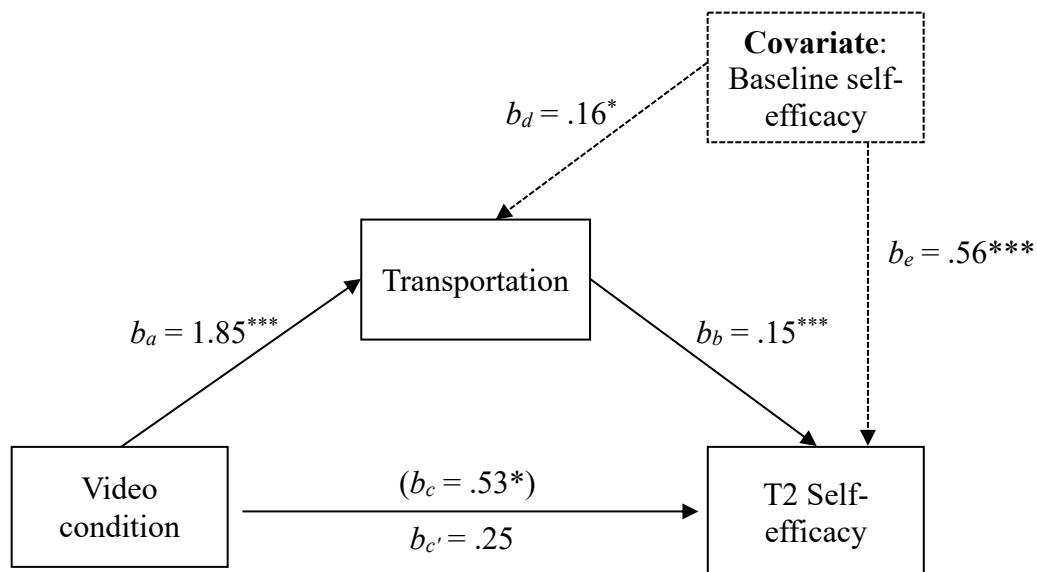 Covariate:
Baseline self-
efficacy
b_d = .16*
Transportation
b_e = .56***
b_a = 1.85***
b_b = .15***
Video
condition
(b_c = .53*)
b_c' = .25
T2 Self-
efficacy